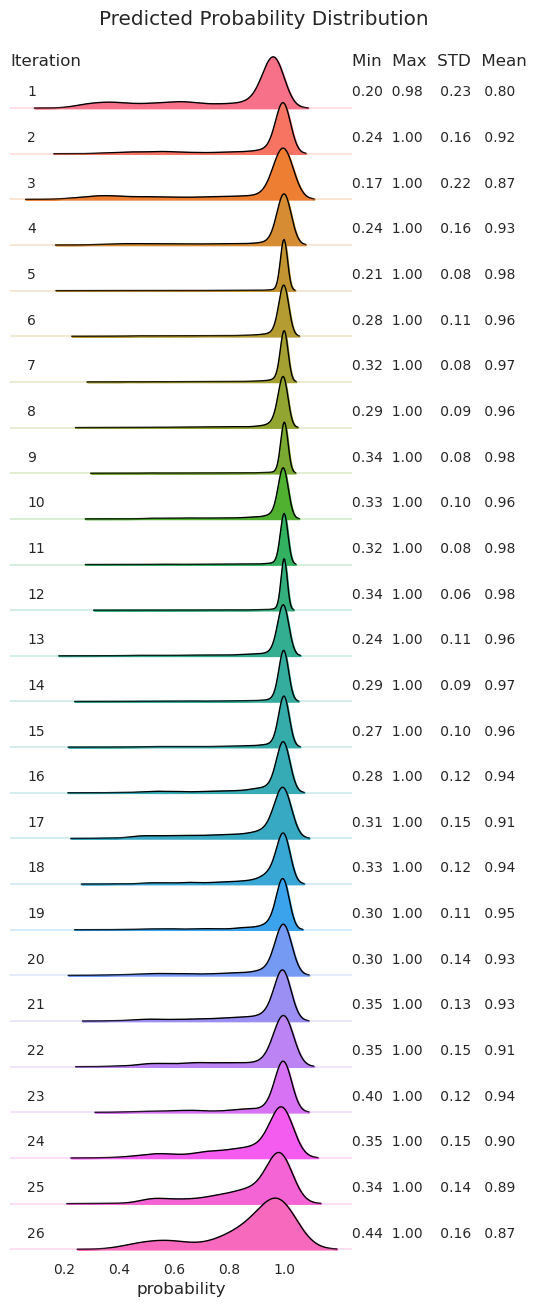 Predicted Probability Distribution
Iteration Min Max STD Mean
1 0.20 0.98 0.23 0.80
2 0.24 1.00 0.16 0.92
3 0.17 1.00 0.22 0.87
4 0.24 1.00 0.16 0.93
5 0.21 1.00 0.08 0.98
6 0.28 1.00 0.11 0.96
7 0.32 1.00 0.08 0.97
8 0.29 1.00 0.09 0.96
9 0.34 1.00 0.08 0.98
10 0.33 1.00 0.10 0.96
11 0.32 1.00 0.08 0.98
12 0.34 1.00 0.06 0.98
13 0.24 1.00 0.11 0.96
14 0.29 1.00 0.09 0.97
15 0.27 1.00 0.10 0.96
16 0.28 1.00 0.12 0.94
17 0.31 1.00 0.15 0.91
18 0.33 1.00 0.12 0.94
19 0.30 1.00 0.11 0.95
20 0.30 1.00 0.14 0.93
21 0.35 1.00 0.13 0.93
22 0.35 1.00 0.15 0.91
23 0.40 1.00 0.12 0.94
24 0.35 1.00 0.15 0.90
25 0.34 1.00 0.14 0.89
26 0.44 1.00 0.16 0.87
0.2 0.4 0.6 0.8 1.0
probability